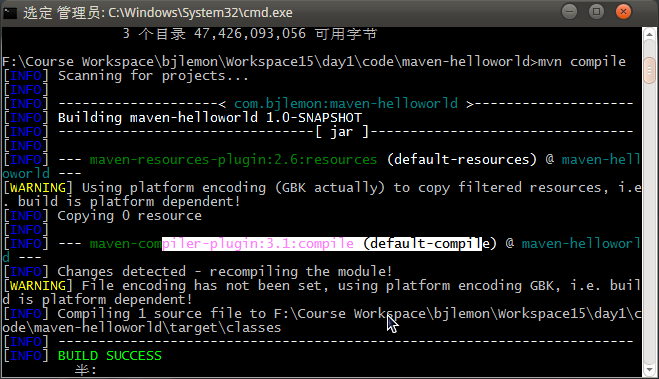 选定 管理员: C:\Windows\System32\cmd.exe
3 个目录 47,426,093,056 可用字节
F:\Course Workspace\bjlemon\Workspace15\day1\code\maven-helloworld>mvn compile
[INFO] Scanning for projects...
[INFO]
[INFO] -------------------< com.bjlemon:maven-helloworld >--------------------
[INFO] Building maven-helloworld 1.0-SNAPSHOT
[INFO] --------------------------------[ jar ]---------------------------------
[INFO]
[INFO] --- maven-resources-plugin:2.6:resources (default-resources) @ maven-hell
oworld ---
[WARNING] Using platform encoding (GBK actually) to copy filtered resources, i.e
. build is platform dependent!
[INFO] Copying 0 resource
[INFO]
[INFO] --- maven-compiler-plugin:3.1:compile (default-compile) @ maven-helloworl
d ---
[INFO] Changes detected - recompiling the module!
[WARNING] File encoding has not been set, using platform encoding GBK, i.e. buil
d is platform dependent!
[INFO] Compiling 1 source file to F:\Course Workspace\bjlemon\Workspace15\day1\c
ode\maven-helloworld\target\classes
[INFO] ------------------------------------------------------------------------
[INFO] BUILD SUCCESS
半: